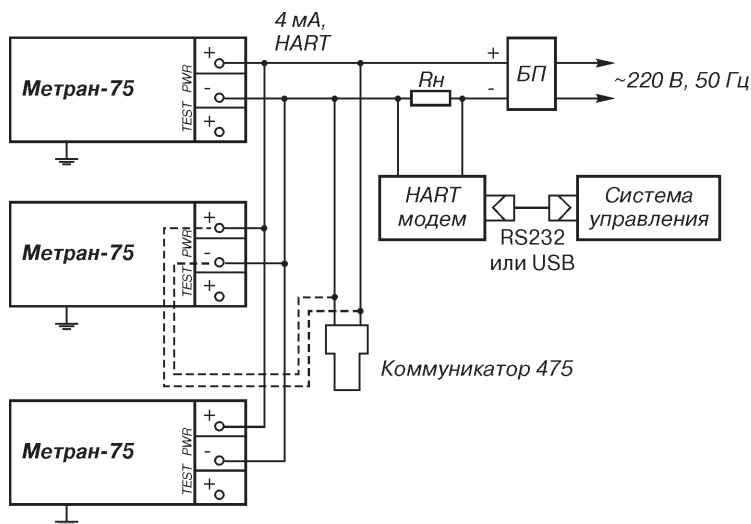 4 мА,
HART
+
-
БП
~220 В, 50 Гц
Rн
Метран-75
+
-
+
PWR
TEST
HART
модем
RS232
или USB
Система
управления
Метран-75
+
-
+
PWR
TEST
Коммуникатор 475
Метран-75
+
-
+
PWR
TEST